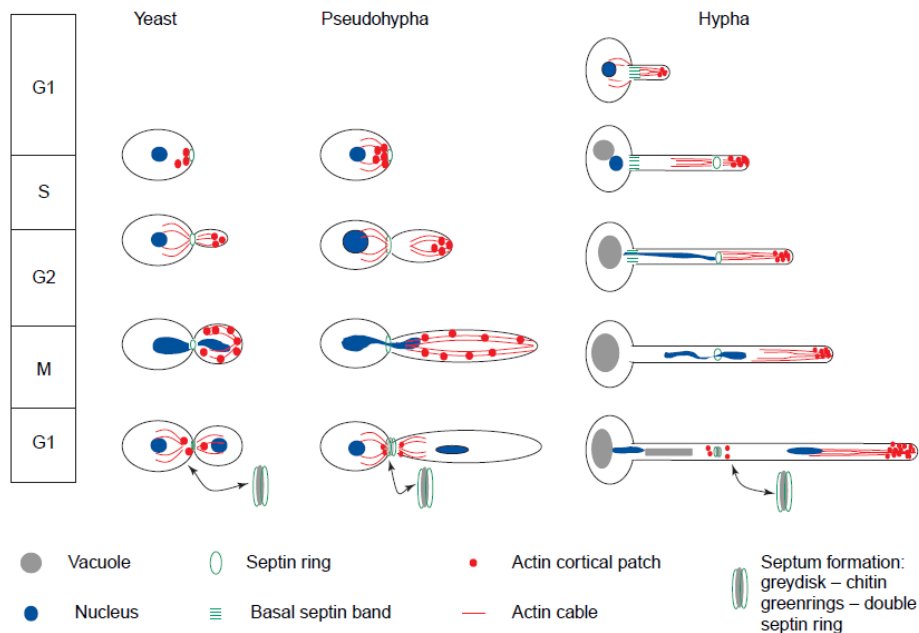 Yeast
Pseudohypha
Hypha
G1
S
G2
M
G1
Vacuole
Septin ring
Actin cortical patch
Septum formation:
greydisk – chitin
greenrings – double
septin ring
Nucleus
Basal septin band
Actin cable